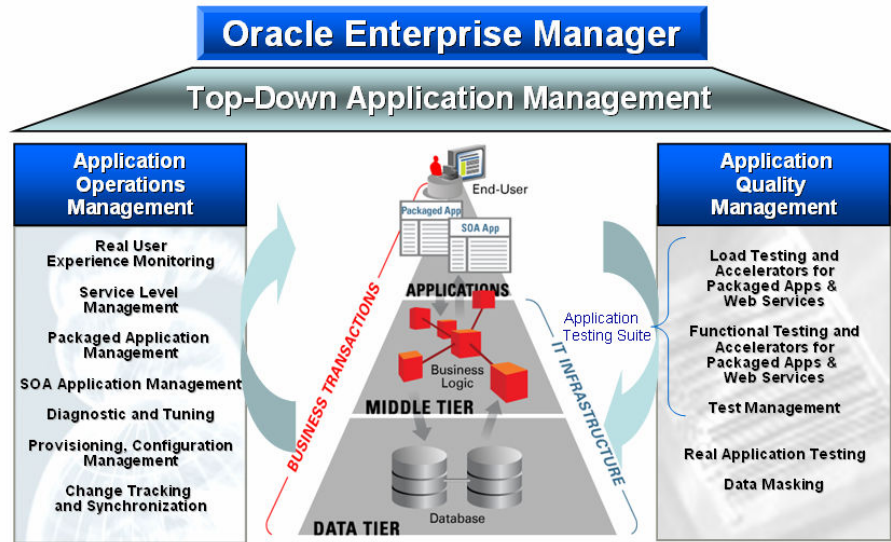 Oracle Enterprise Manager
Top-Down Application Management
Application
Operations
Management
Real User
Experience Monitoring
Service Level
Management
Packaged Application
Management
SOA Application Management
Diagnostic and Tuning
Provisioning, Configuration
Management
Change Tracking
and Synchronization
BUSINESS TRANSACTIONS
End-User
Packaged App
SOA App
APPLICATIONS
Business
Logic
MIDDLE TIER
Database
DATA TIER
IT INFRASTRUCTURE
Application
Testing Suite
Application
Quality
Management
Load Testing and
Accelerators for
Packaged Apps &
Web Services
Functional Testing and
Accelerators for
Packaged Apps &
Web Services
Test Management
Real Application Testing
Data Masking